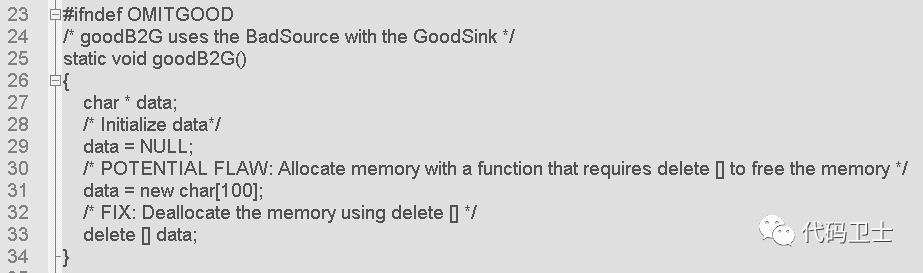 23 #ifndef OMITGOOD
24 /* goodB2G uses the BadSource with the GoodSink */
25 static void goodB2G()
26 {
27 char * data;
28 /* Initialize data*/
29 data = NULL;
30 /* POTENTIAL FLAW: Allocate memory with a function that requires delete [] to free the memory */
31 data = new char[100];
32 /* FIX: Deallocate the memory using delete [] */
33 delete [] data;
34 }
代码卫士